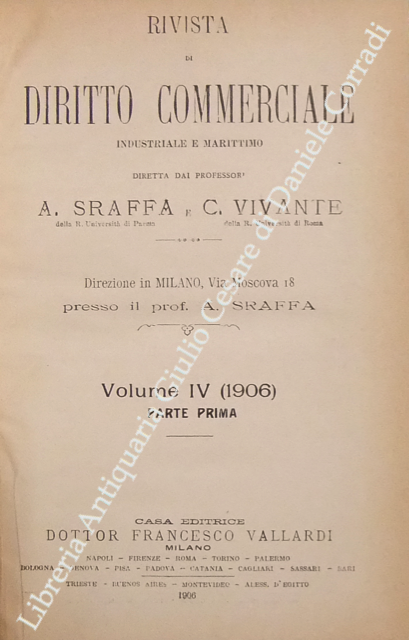 RIVISTA
DI
DIRITTO COMMERCIALE
INDUSTRIALE E MARITTIMO
DIRETTA DAI PROFESSORI
A. SRAFFA E C. VIVANTE
della R. Università di Parma della R. Università di Roma
Direzione in MILANO, Via Moscova 18
presso il prof. A. SRAFFA
Volume IV (1906)
PARTE PRIMA
CASA EDITRICE
DOTTOR FRANCESCO VALLARDI
MILANO
NAPOLI - FIRENZE - ROMA - TORINO - PALERMO
BOLOGNA - GENOVA - PISA - PADOVA - CATANIA - CAGLIARI - SASSARI - BARI
TRIESTE - BUENOS AIRES - MONTEVIDEO - ALESS. D'EGITTO
1906
Libreria Antiquaria Giulio Cesare di Daniele Corradi